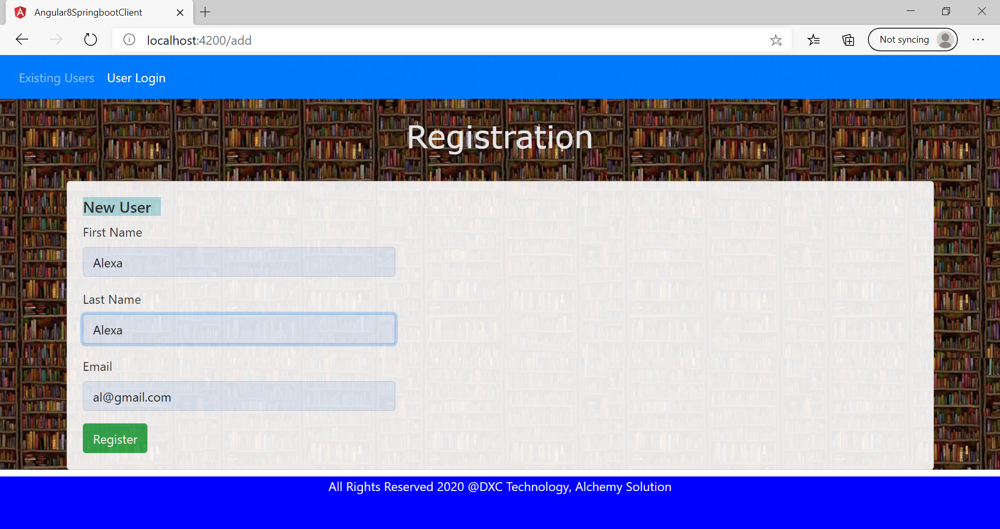 Angular8SpringbootClient
localhost:4200/add
Not syncing
Existing Users User Login
Registration
New User
First Name
Alexa
Last Name
Alexa
Email
al@gmail.com
Register
All Rights Reserved 2020 @DXC Technology, Alchemy Solution